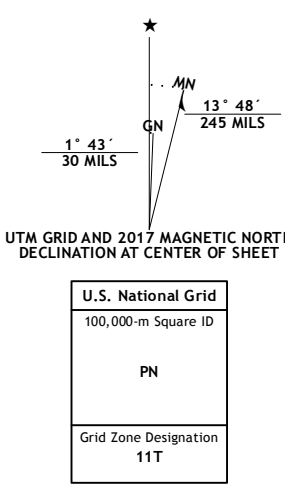 ★
MN
GN
13° 48´
245 MILS
1° 43´
30 MILS
UTM GRID AND 2017 MAGNETIC NORT
DECLINATION AT CENTER OF SHEET
U.S. National Grid
100,000-m Square ID
PN
Grid Zone Designation
11T